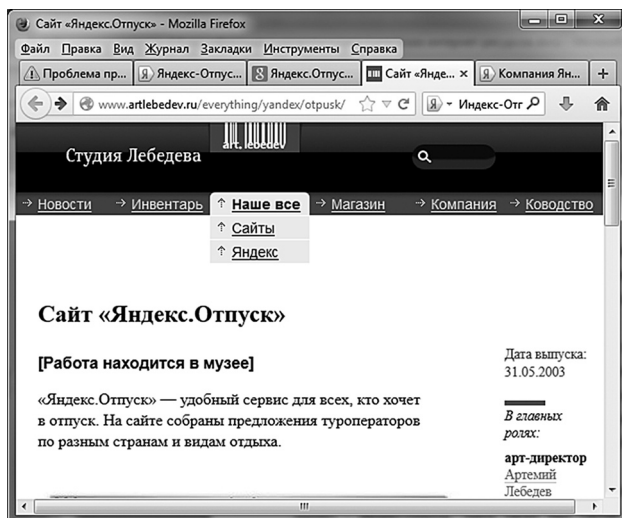 Сайт «Яндекс.Отпуск» - Mozilla Firefox
Файл Правка Вид Журнал Закладки Инструменты Справка
Проблема пр... Яндекс-Отпус... Яндекс.Отпус... Сайт «Янде... × Компания Ян... +
www.artlebedev.ru/everything/yandex/otpusk/ Индекс-Отг
art. lebedev
Студия Лебедева
→ Новости → Инвентарь ↑ Наше все → Магазин → Компания → Ководство
↑ Сайты
↑ Яндекс
Сайт «Яндекс.Отпуск»
[Работа находится в музее]
«Яндекс.Отпуск» — удобный сервис для всех, кто хочет
в отпуск. На сайте собраны предложения туроператоров
по разным странам и видам отдыха.
Дата выпуска:
31.05.2003
В главных
ролях:
арт-директор
Артемий
Лебедев